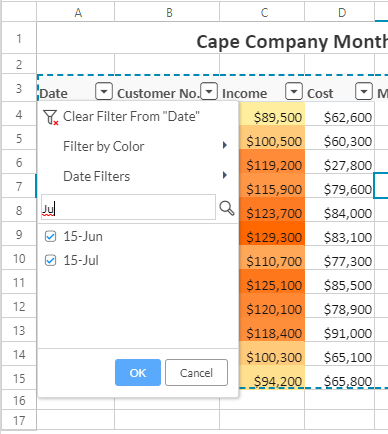 A B C D
1 Cape Company Month
2
3 Date Customer No. Income Cost M
4 Clear Filter From "Date" $89,500 $62,600
5 Filter by Color $100,500 $60,300
6 Date Filters $119,200 $27,800
7 $115,900 $79,600
8 Ju $123,700 $84,000
9 15-Jun $129,300 $83,100
10 15-Jul $110,700 $77,300
11 $125,100 $85,500
12 $120,100 $78,900
13 $118,400 $91,000
14 $100,300 $65,100
15 OK Cancel $94,200 $65,800
16
17